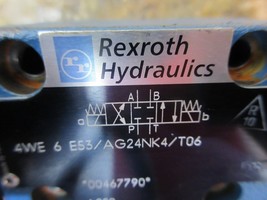 Rexroth
Hydraulics
A B
a b
P T
4WE 6 E53/AG24NK4/T06
*00467790*